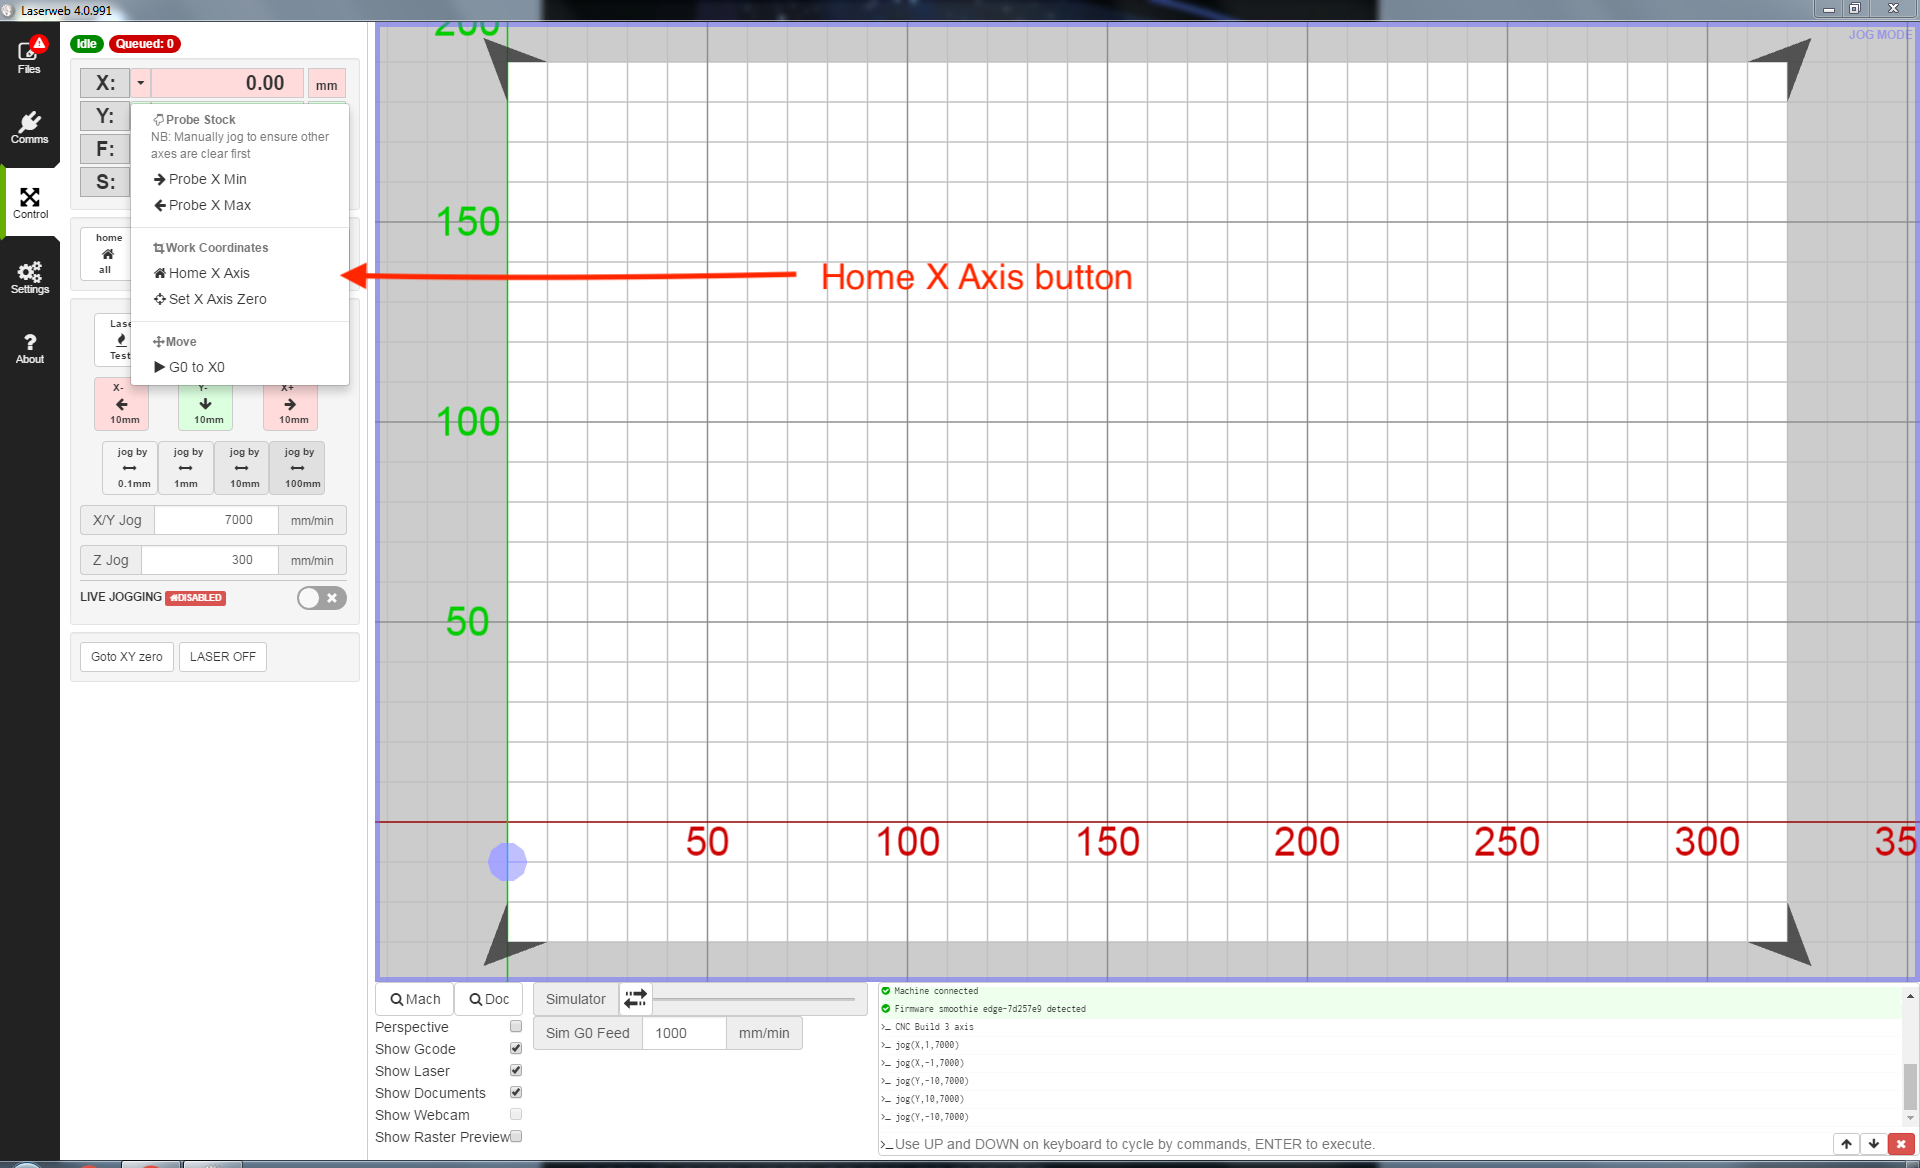 Laserweb 4.0.991
Files
Comms
Control
Settings
? About
Idle Queued: 0
X: 0.00 mm
Y:
F:
S:
Probe Stock
NB: Manually jog to ensure other
axes are clear first
Probe X Min
Probe X Max
Work Coordinates
Home X Axis
Set X Axis Zero
Move
G0 to X0
home
all
Test
X- Y- X+
10mm 10mm 10mm
jog by jog by jog by jog by
0.1mm 1mm 10mm 100mm
X/Y Jog 7000 mm/min
Z Jog 300 mm/min
LIVE JOGGING DISABLED
Goto XY zero LASER OFF
JOG MODE
200
150
Home X Axis button
100
50
50 100 150 200 250 300 35
Mach Doc Simulator
Sim G0 Feed 1000 mm/min
Perspective
Show Gcode
Show Laser
Show Documents
Show Webcam
Show Raster Preview
Machine connected
Firmware smoothie edge-7d257e9 detected
>_ CNC Build 3 axis
>_ jog(X,1,7000)
>_ jog(X,-1,7000)
>_ jog(Y,-10,7000)
>_ jog(Y,10,7000)
>_ jog(Y,-10,7000)
>_ Use UP and DOWN on keyboard to cycle by commands, ENTER to execute.